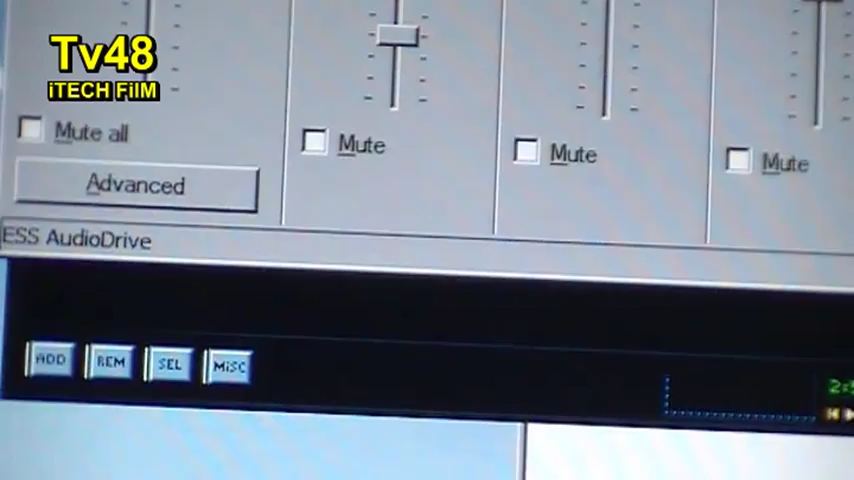 Tv48
iTECH FiLM
Mute all
Mute
Mute
Mute
Advanced
ESS AudioDrive
ADD
REM
SEL
MiSC